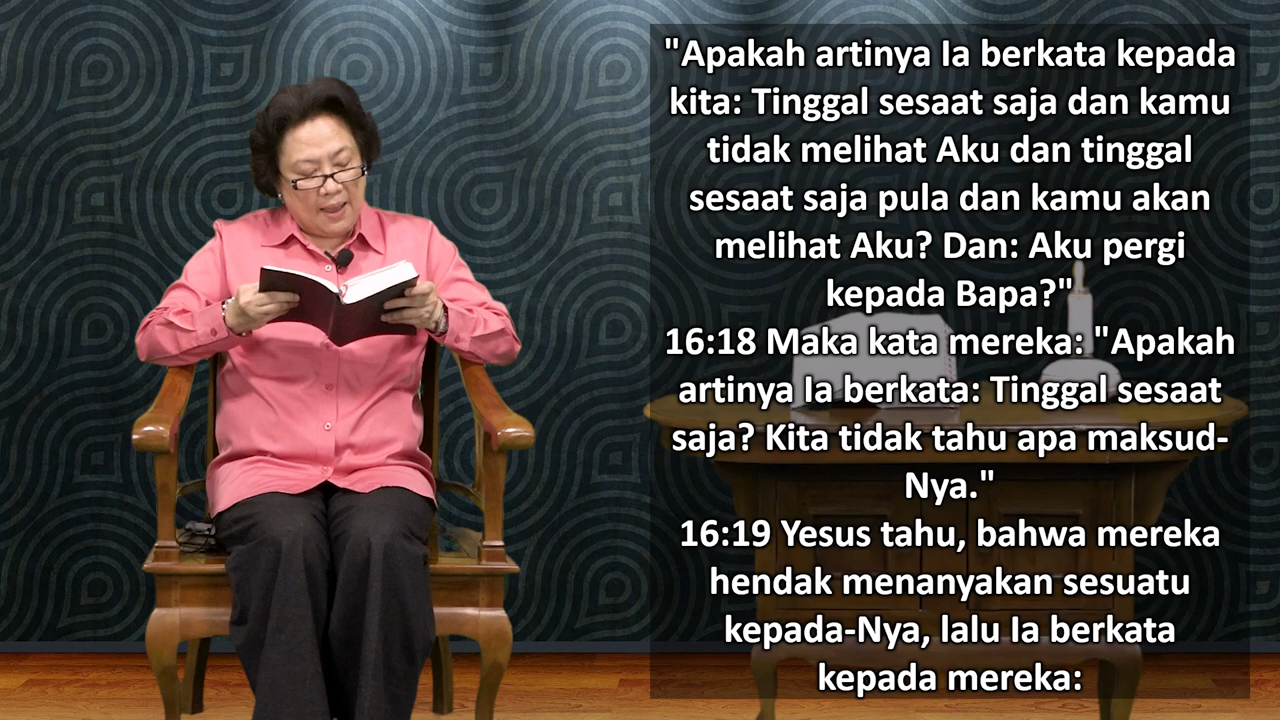 "Apakah artinya Ia berkata kepada
kita: Tinggal sesaat saja dan kamu
tidak melihat Aku dan tinggal
sesaat saja pula dan kamu akan
melihat Aku? Dan: Aku pergi
kepada Bapa?"
16:18 Maka kata mereka: "Apakah
artinya Ia berkata: Tinggal sesaat
saja? Kita tidak tahu apa maksud-
Nya."
16:19 Yesus tahu, bahwa mereka
hendak menanyakan sesuatu
kepada-Nya, lalu Ia berkata
kepada mereka: